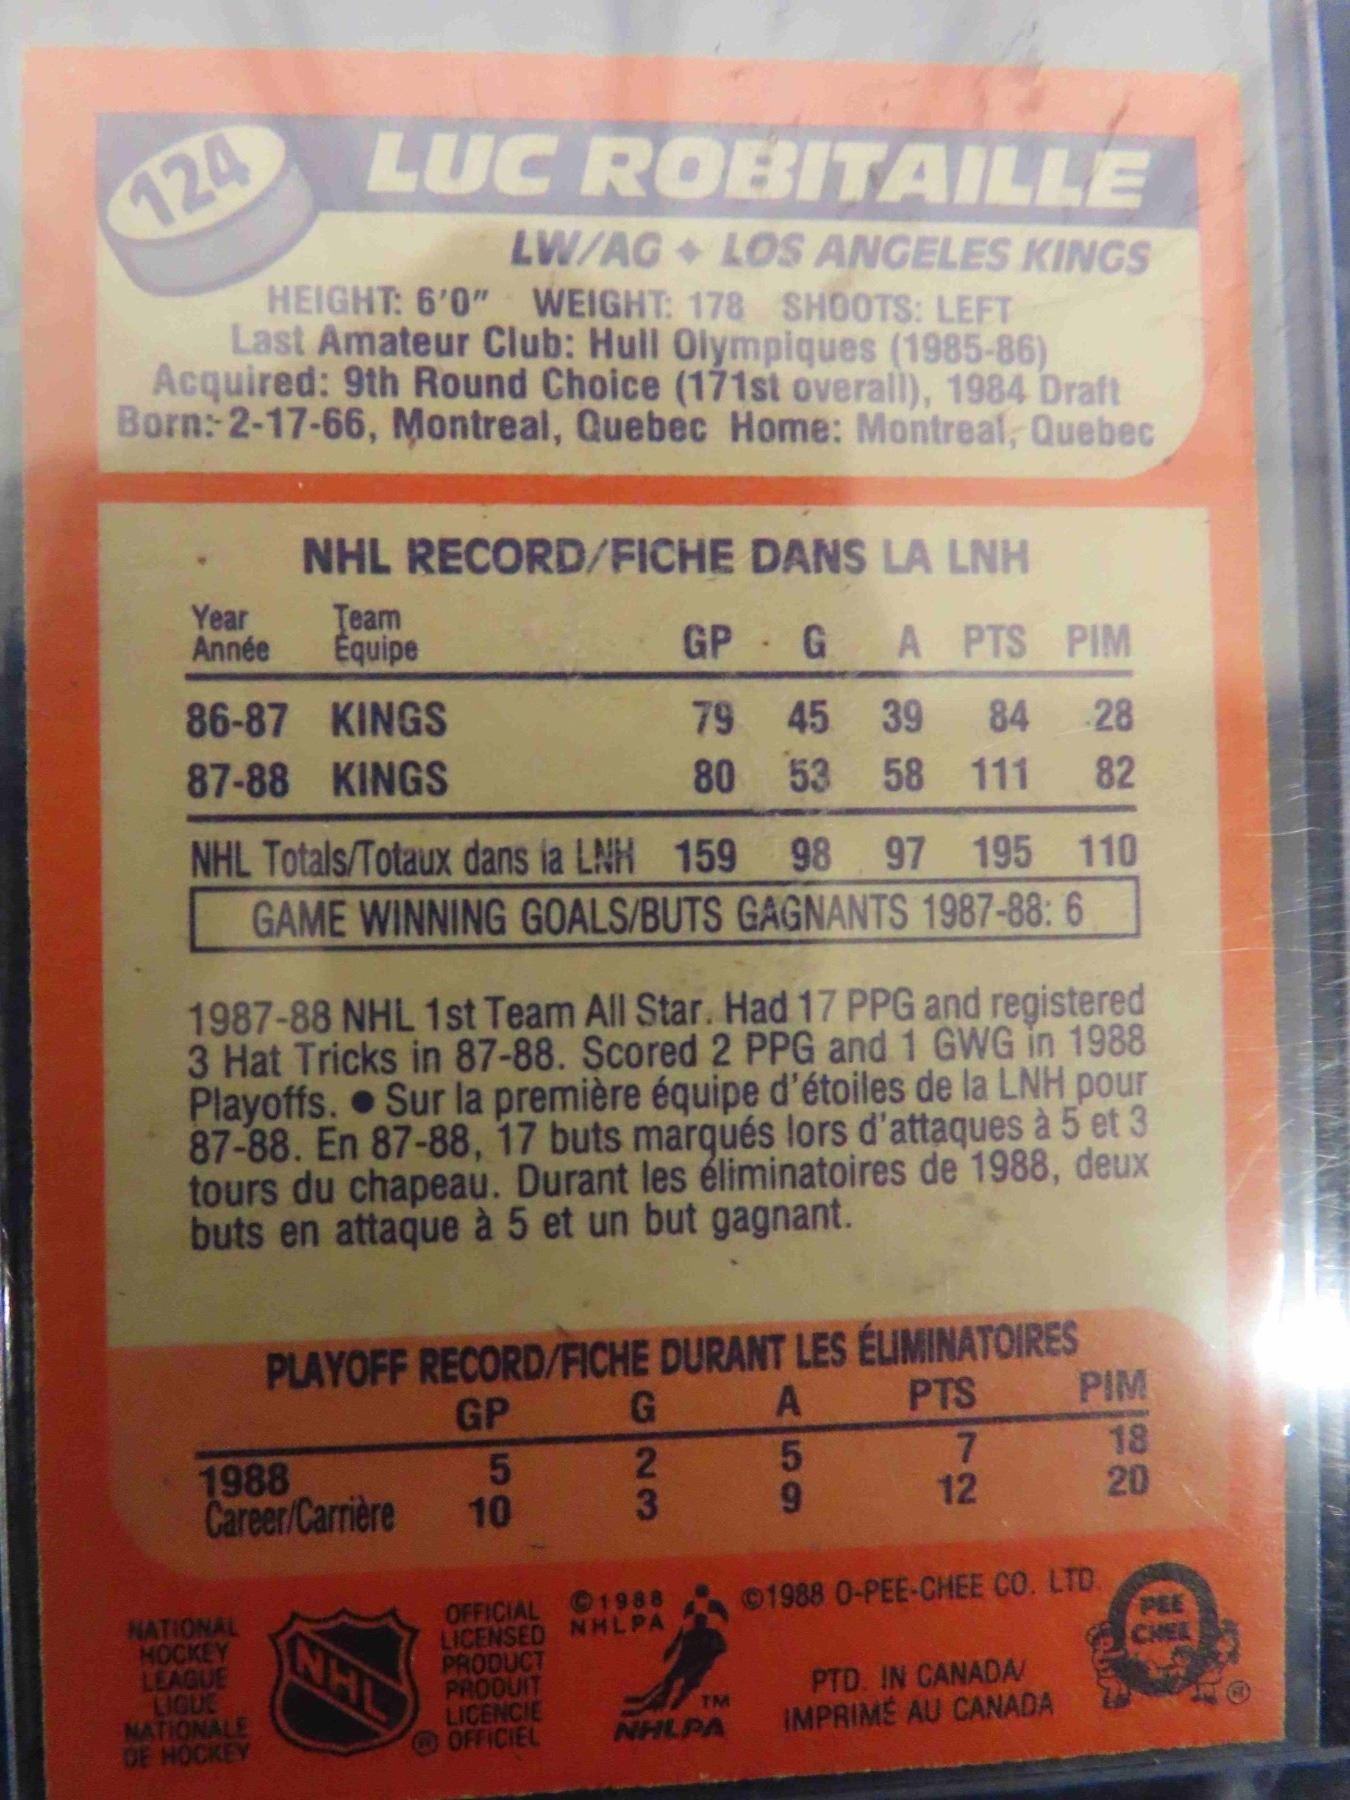 124
LUC ROBITAILLE
LW/AG ✦ LOS ANGELES KINGS
HEIGHT: 6'0" WEIGHT: 178 SHOOTS: LEFT
Last Amateur Club: Hull Olympiques (1985-86)
Acquired: 9th Round Choice (171st overall), 1984 Draft
Born: 2-17-66, Montreal, Quebec Home: Montreal, Quebec
NHL RECORD/FICHE DANS LA LNH
Year Team
Année Équipe GP G A PTS PIM
86-87 KINGS 79 45 39 84 28
87-88 KINGS 80 53 58 111 82
NHL Totals/Totaux dans la LNH 159 98 97 195 110
GAME WINNING GOALS/BUTS GAGNANTS 1987-88: 6
1987-88 NHL 1st Team All Star. Had 17 PPG and registered
3 Hat Tricks in 87-88. Scored 2 PPG and 1 GWG in 1988
Playoffs. ● Sur la première équipe d'étoiles de la LNH pour
87-88. En 87-88, 17 buts marqués lors d'attaques à 5 et 3
tours du chapeau. Durant les éliminatoires de 1988, deux
buts en attaque à 5 et un but gagnant.
PLAYOFF RECORD/FICHE DURANT LES ÉLIMINATOIRES
GP G A PTS PIM
1988 5 2 5 7 18
Career/Carrière 10 3 9 12 20
NATIONAL
HOCKEY
LEAGUE
LIGUE
NATIONALE
DE HOCKEY
NHL
®
OFFICIAL
LICENSED
PRODUCT
PRODUIT
LICENCIE
OFFICIEL
©1988
NHLPA
TM
NHLPA
©1988 O-PEE-CHEE CO. LTD.
PTD. IN CANADA/
IMPRIMÉ AU CANADA
PEE
CHEE
®